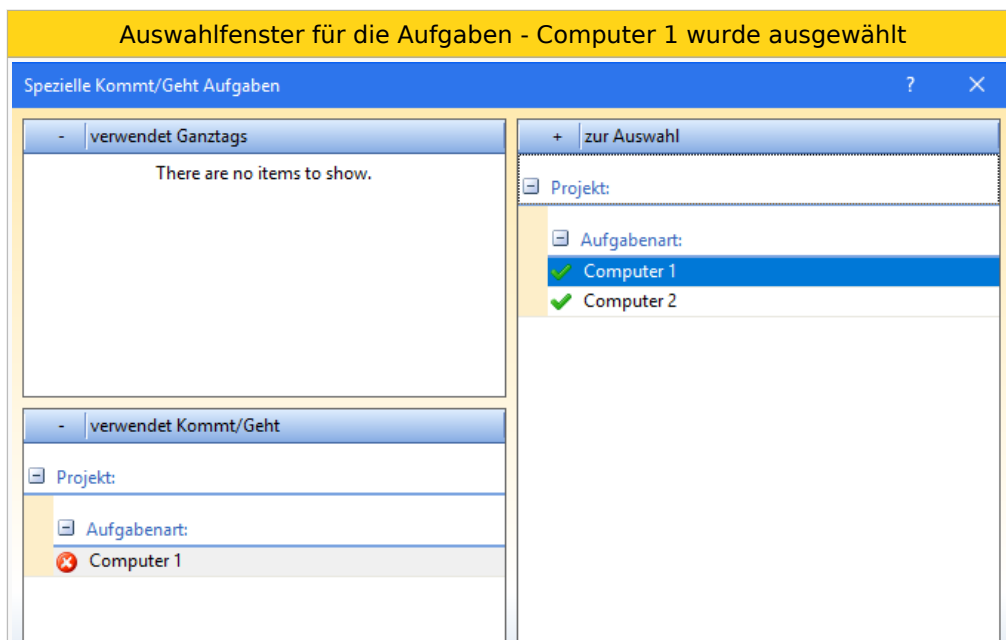 Auswahlfenster für die Aufgaben - Computer 1 wurde ausgewählt
Spezielle Kommt/Geht Aufgaben ? ×
- verwendet Ganztags
There are no items to show.
- verwendet Kommt/Geht
Projekt:
Aufgabenart:
Computer 1
+ zur Auswahl
Projekt:
Aufgabenart:
Computer 1
Computer 2